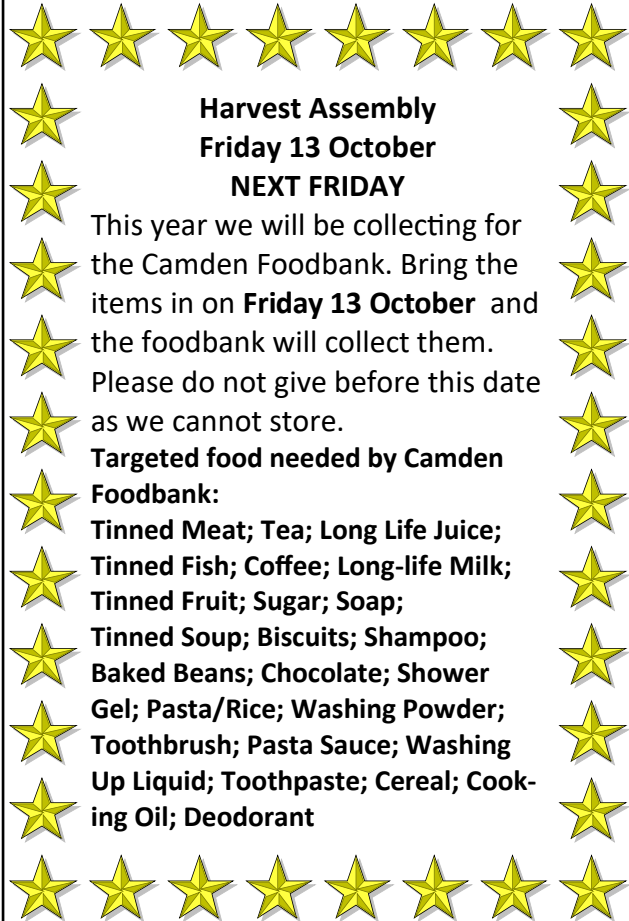 Harvest Assembly
Friday 13 October
NEXT FRIDAY
This year we will be collecting for
the Camden Foodbank. Bring the
items in on Friday 13 October and
the foodbank will collect them.
Please do not give before this date
as we cannot store.
Targeted food needed by Camden
Foodbank:
Tinned Meat; Tea; Long Life Juice;
Tinned Fish; Coffee; Long-life Milk;
Tinned Fruit; Sugar; Soap;
Tinned Soup; Biscuits; Shampoo;
Baked Beans; Chocolate; Shower
Gel; Pasta/Rice; Washing Powder;
Toothbrush; Pasta Sauce; Washing
Up Liquid; Toothpaste; Cereal; Cook-
ing Oil; Deodorant